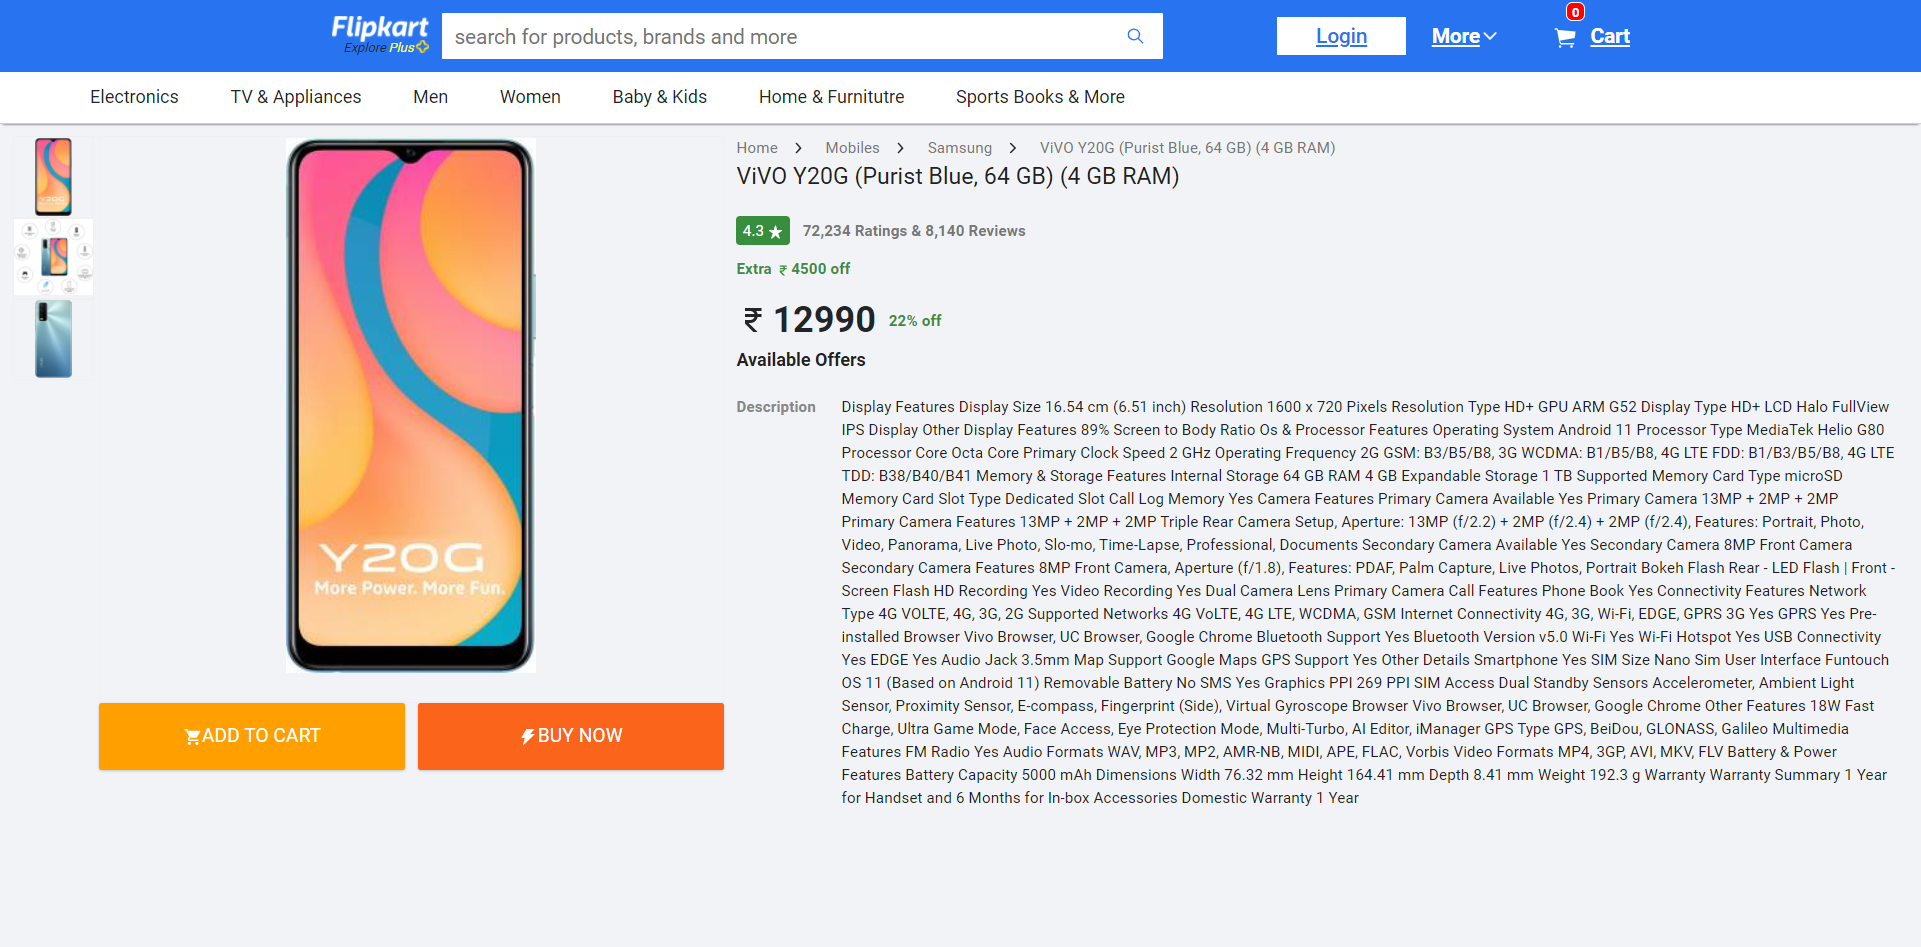 Flipkart
Explore Plus
search for products, brands and more
Login
More
0
Cart
Electronics
TV & Appliances
Men
Women
Baby & Kids
Home & Furnitutre
Sports Books & More
Y20G
More Power. More Fun.
ADD TO CART
BUY NOW
Home
Mobiles
Samsung
ViVO Y20G (Purist Blue, 64 GB) (4 GB RAM)
ViVO Y20G (Purist Blue, 64 GB) (4 GB RAM)
4.3 ★
72,234 Ratings & 8,140 Reviews
Extra ₹ 4500 off
₹ 12990 22% off
Available Offers
Description
Display Features Display Size 16.54 cm (6.51 inch) Resolution 1600 x 720 Pixels Resolution Type HD+ GPU ARM G52 Display Type HD+ LCD Halo FullView
IPS Display Other Display Features 89% Screen to Body Ratio Os & Processor Features Operating System Android 11 Processor Type MediaTek Helio G80
Processor Core Octa Core Primary Clock Speed 2 GHz Operating Frequency 2G GSM: B3/B5/B8, 3G WCDMA: B1/B5/B8, 4G LTE FDD: B1/B3/B5/B8, 4G LTE
TDD: B38/B40/B41 Memory & Storage Features Internal Storage 64 GB RAM 4 GB Expandable Storage 1 TB Supported Memory Card Type microSD
Memory Card Slot Type Dedicated Slot Call Log Memory Yes Camera Features Primary Camera Available Yes Primary Camera 13MP + 2MP + 2MP
Primary Camera Features 13MP + 2MP + 2MP Triple Rear Camera Setup, Aperture: 13MP (f/2.2) + 2MP (f/2.4) + 2MP (f/2.4), Features: Portrait, Photo,
Video, Panorama, Live Photo, Slo-mo, Time-Lapse, Professional, Documents Secondary Camera Available Yes Secondary Camera 8MP Front Camera
Secondary Camera Features 8MP Front Camera, Aperture (f/1.8), Features: PDAF, Palm Capture, Live Photos, Portrait Bokeh Flash Rear - LED Flash | Front -
Screen Flash HD Recording Yes Video Recording Yes Dual Camera Lens Primary Camera Call Features Phone Book Yes Connectivity Features Network
Type 4G VOLTE, 4G, 3G, 2G Supported Networks 4G VoLTE, 4G LTE, WCDMA, GSM Internet Connectivity 4G, 3G, Wi-Fi, EDGE, GPRS 3G Yes GPRS Yes Pre-
installed Browser Vivo Browser, UC Browser, Google Chrome Bluetooth Support Yes Bluetooth Version v5.0 Wi-Fi Yes Wi-Fi Hotspot Yes USB Connectivity
Yes EDGE Yes Audio Jack 3.5mm Map Support Google Maps GPS Support Yes Other Details Smartphone Yes SIM Size Nano Sim User Interface Funtouch
OS 11 (Based on Android 11) Removable Battery No SMS Yes Graphics PPI 269 PPI SIM Access Dual Standby Sensors Accelerometer, Ambient Light
Sensor, Proximity Sensor, E-compass, Fingerprint (Side), Virtual Gyroscope Browser Vivo Browser, UC Browser, Google Chrome Other Features 18W Fast
Charge, Ultra Game Mode, Face Access, Eye Protection Mode, Multi-Turbo, AI Editor, iManager GPS Type GPS, BeiDou, GLONASS, Galileo Multimedia
Features FM Radio Yes Audio Formats WAV, MP3, MP2, AMR-NB, MIDI, APE, FLAC, Vorbis Video Formats MP4, 3GP, AVI, MKV, FLV Battery & Power
Features Battery Capacity 5000 mAh Dimensions Width 76.32 mm Height 164.41 mm Depth 8.41 mm Weight 192.3 g Warranty Warranty Summary 1 Year
for Handset and 6 Months for In-box Accessories Domestic Warranty 1 Year